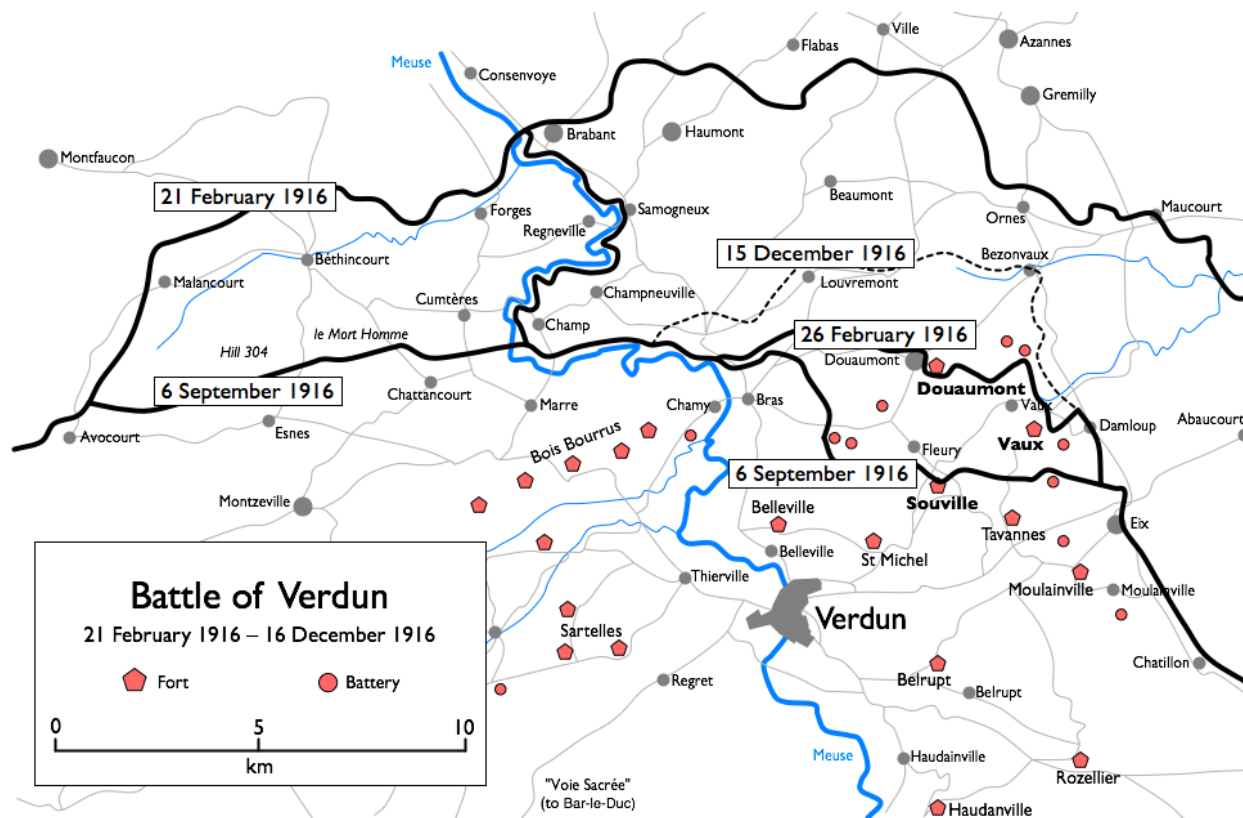 Ville
Flabas
Azannes
Meuse
Consenvoye
Gremilly
Brabant
Haumont
Montfaucon
21 February 1916
Beaumont
Forges
Samogneux
Regneville
Ornes
Maucourt
15 December 1916
Bezonvaux
Béthincourt
Malancourt
Louvremont
Champneuville
Cumtères
le Mort Homme
Champ
26 February 1916
Hill 304
Douaumont
6 September 1916
Chattancourt
Douaumont
Marre
Chamy
Bras
Vaux
Avocourt
Esnes
Damloup
Abaucourt
Vaux
Bois Bourrus
Fleury
6 September 1916
Montzeville
Souville
Belleville
Tavannes
Eix
Belleville
St Michel
Thierville
Moulainville
Moulainville
Battle of Verdun
21 February 1916 – 16 December 1916
Fort
Battery
0 5 10
km
Verdun
Sartelles
Chatillon
Regret
Belrupt
Belrupt
Meuse
Haudainville
Rozellier
"Voie Sacrée"
(to Bar-le-Duc)
Haudanville